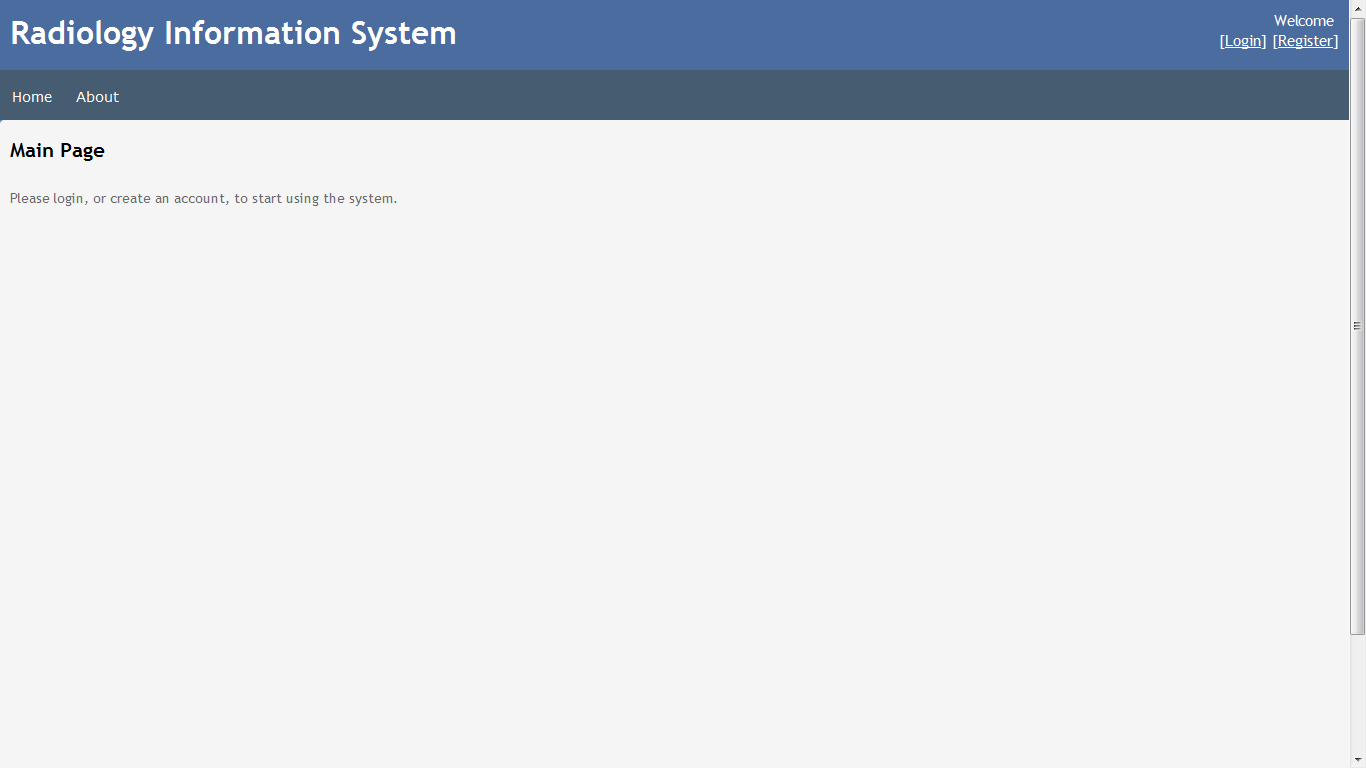 Radiology Information System
Welcome
[Login] [Register]
Home About
Main Page
Please login, or create an account, to start using the system.